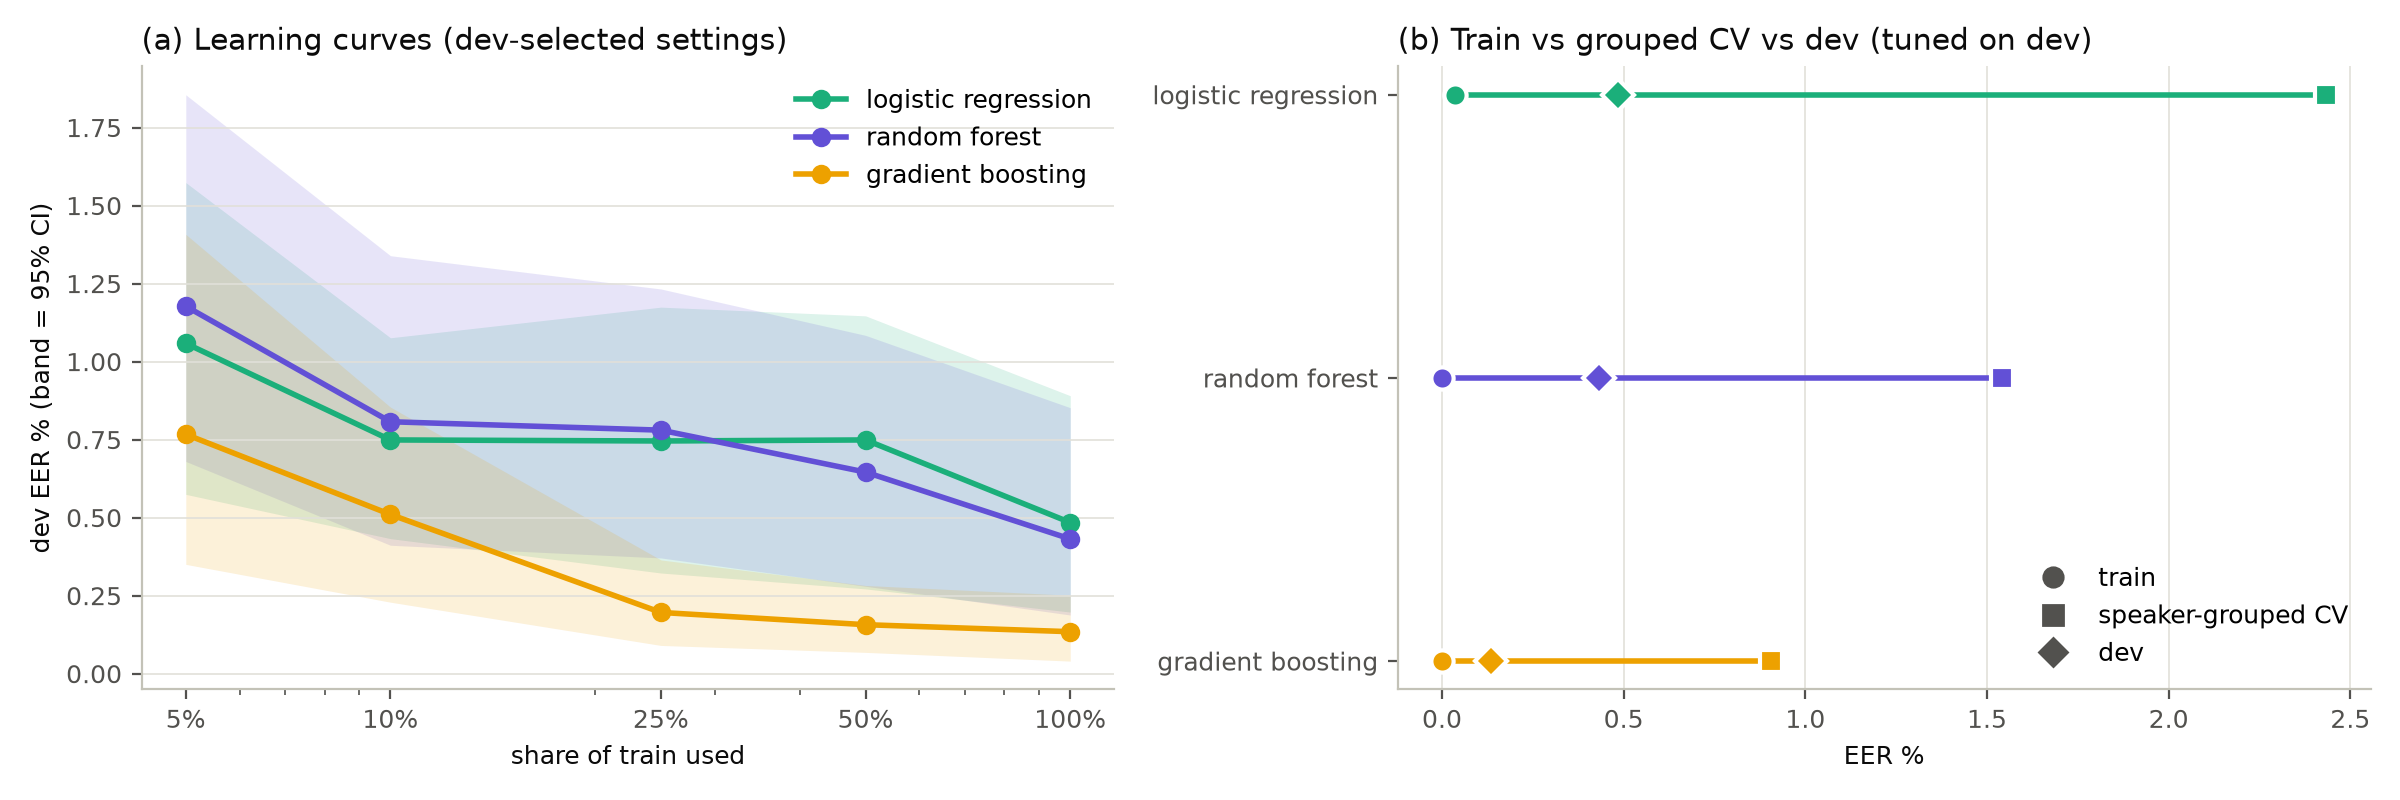 (a) Learning curves (dev-selected settings)
dev EER % (band = 95% CI)
1.75
1.50
1.25
1.00
0.75
0.50
0.25
0.00
logistic regression
random forest
gradient boosting
5%
10%
25%
50%
100%
share of train used
(b) Train vs grouped CV vs dev (tuned on dev)
logistic regression
random forest
gradient boosting
train
speaker-grouped CV
dev
0.0
0.5
1.0
1.5
2.0
2.5
EER %